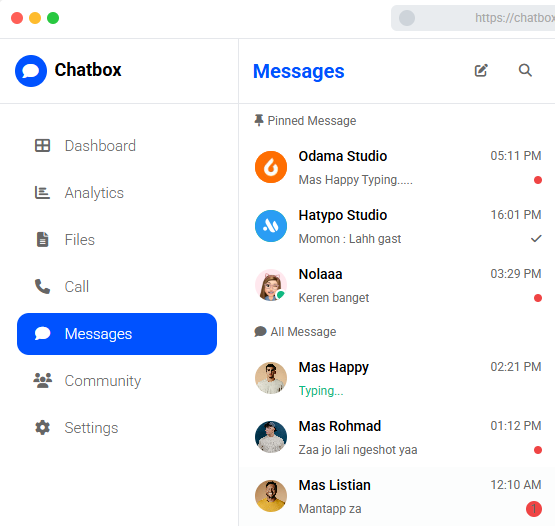 https://chatbox
Chatbox
Messages
Dashboard
Analytics
Files
Call
Messages
Community
Settings
Pinned Message
Odama Studio 05:11 PM
Mas Happy Typing.....
Hatypo Studio 16:01 PM
Momon : Lahh gast
Nolaaa 03:29 PM
Keren banget
All Message
Mas Happy 02:21 PM
Typing...
Mas Rohmad 01:12 PM
Zaa jo lali ngeshot yaa
Mas Listian 12:10 AM
Mantapp za